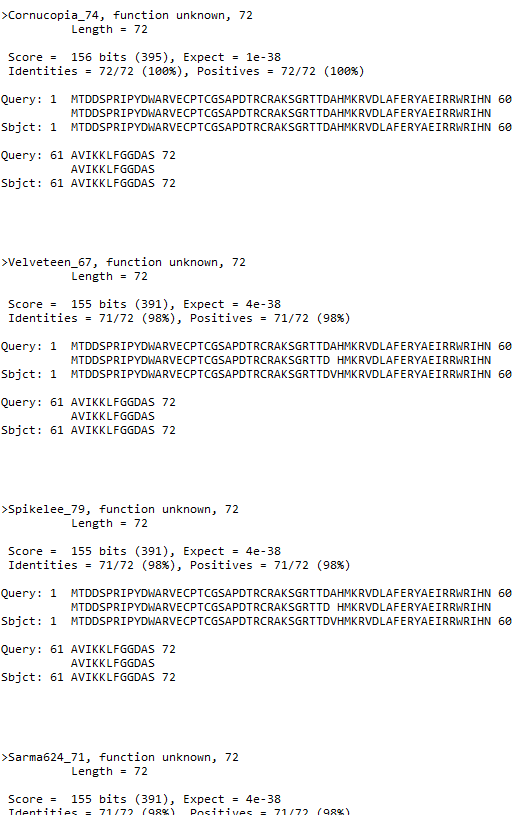 >Cornucopia_74, function unknown, 72
Length = 72
Score =  156 bits (395), Expect = 1e-38
Identities = 72/72 (100%), Positives = 72/72 (100%)
Query: 1  MTDDSPRIPYDWARVECPTCGSAPDTRCRAKSGRTTDAHMKRVDLAFERYAEIRRWRIHN 60
MTDDSPRIPYDWARVECPTCGSAPDTRCRAKSGRTTDAHMKRVDLAFERYAEIRRWRIHN
Sbjct: 1  MTDDSPRIPYDWARVECPTCGSAPDTRCRAKSGRTTDAHMKRVDLAFERYAEIRRWRIHN 60
Query: 61 AVIKKLFGGDAS 72
AVIKKLFGGDAS
Sbjct: 61 AVIKKLFGGDAS 72
>Velveteen_67, function unknown, 72
Length = 72
Score =  155 bits (391), Expect = 4e-38
Identities = 71/72 (98%), Positives = 71/72 (98%)
Query: 1  MTDDSPRIPYDWARVECPTCGSAPDTRCRAKSGRTTDAHMKRVDLAFERYAEIRRWRIHN 60
MTDDSPRIPYDWARVECPTCGSAPDTRCRAKSGRTTD HMKRVDLAFERYAEIRRWRIHN
Sbjct: 1  MTDDSPRIPYDWARVECPTCGSAPDTRCRAKSGRTTDVHMKRVDLAFERYAEIRRWRIHN 60
Query: 61 AVIKKLFGGDAS 72
AVIKKLFGGDAS
Sbjct: 61 AVIKKLFGGDAS 72
>Spikelee_79, function unknown, 72
Length = 72
Score =  155 bits (391), Expect = 4e-38
Identities = 71/72 (98%), Positives = 71/72 (98%)
Query: 1  MTDDSPRIPYDWARVECPTCGSAPDTRCRAKSGRTTDAHMKRVDLAFERYAEIRRWRIHN 60
MTDDSPRIPYDWARVECPTCGSAPDTRCRAKSGRTTD HMKRVDLAFERYAEIRRWRIHN
Sbjct: 1  MTDDSPRIPYDWARVECPTCGSAPDTRCRAKSGRTTDVHMKRVDLAFERYAEIRRWRIHN 60
Query: 61 AVIKKLFGGDAS 72
AVIKKLFGGDAS
Sbjct: 61 AVIKKLFGGDAS 72
>Sarma624_71, function unknown, 72
Length = 72
Score =  155 bits (391), Expect = 4e-38
Identities = 71/72 (98%), Positives = 71/72 (98%)